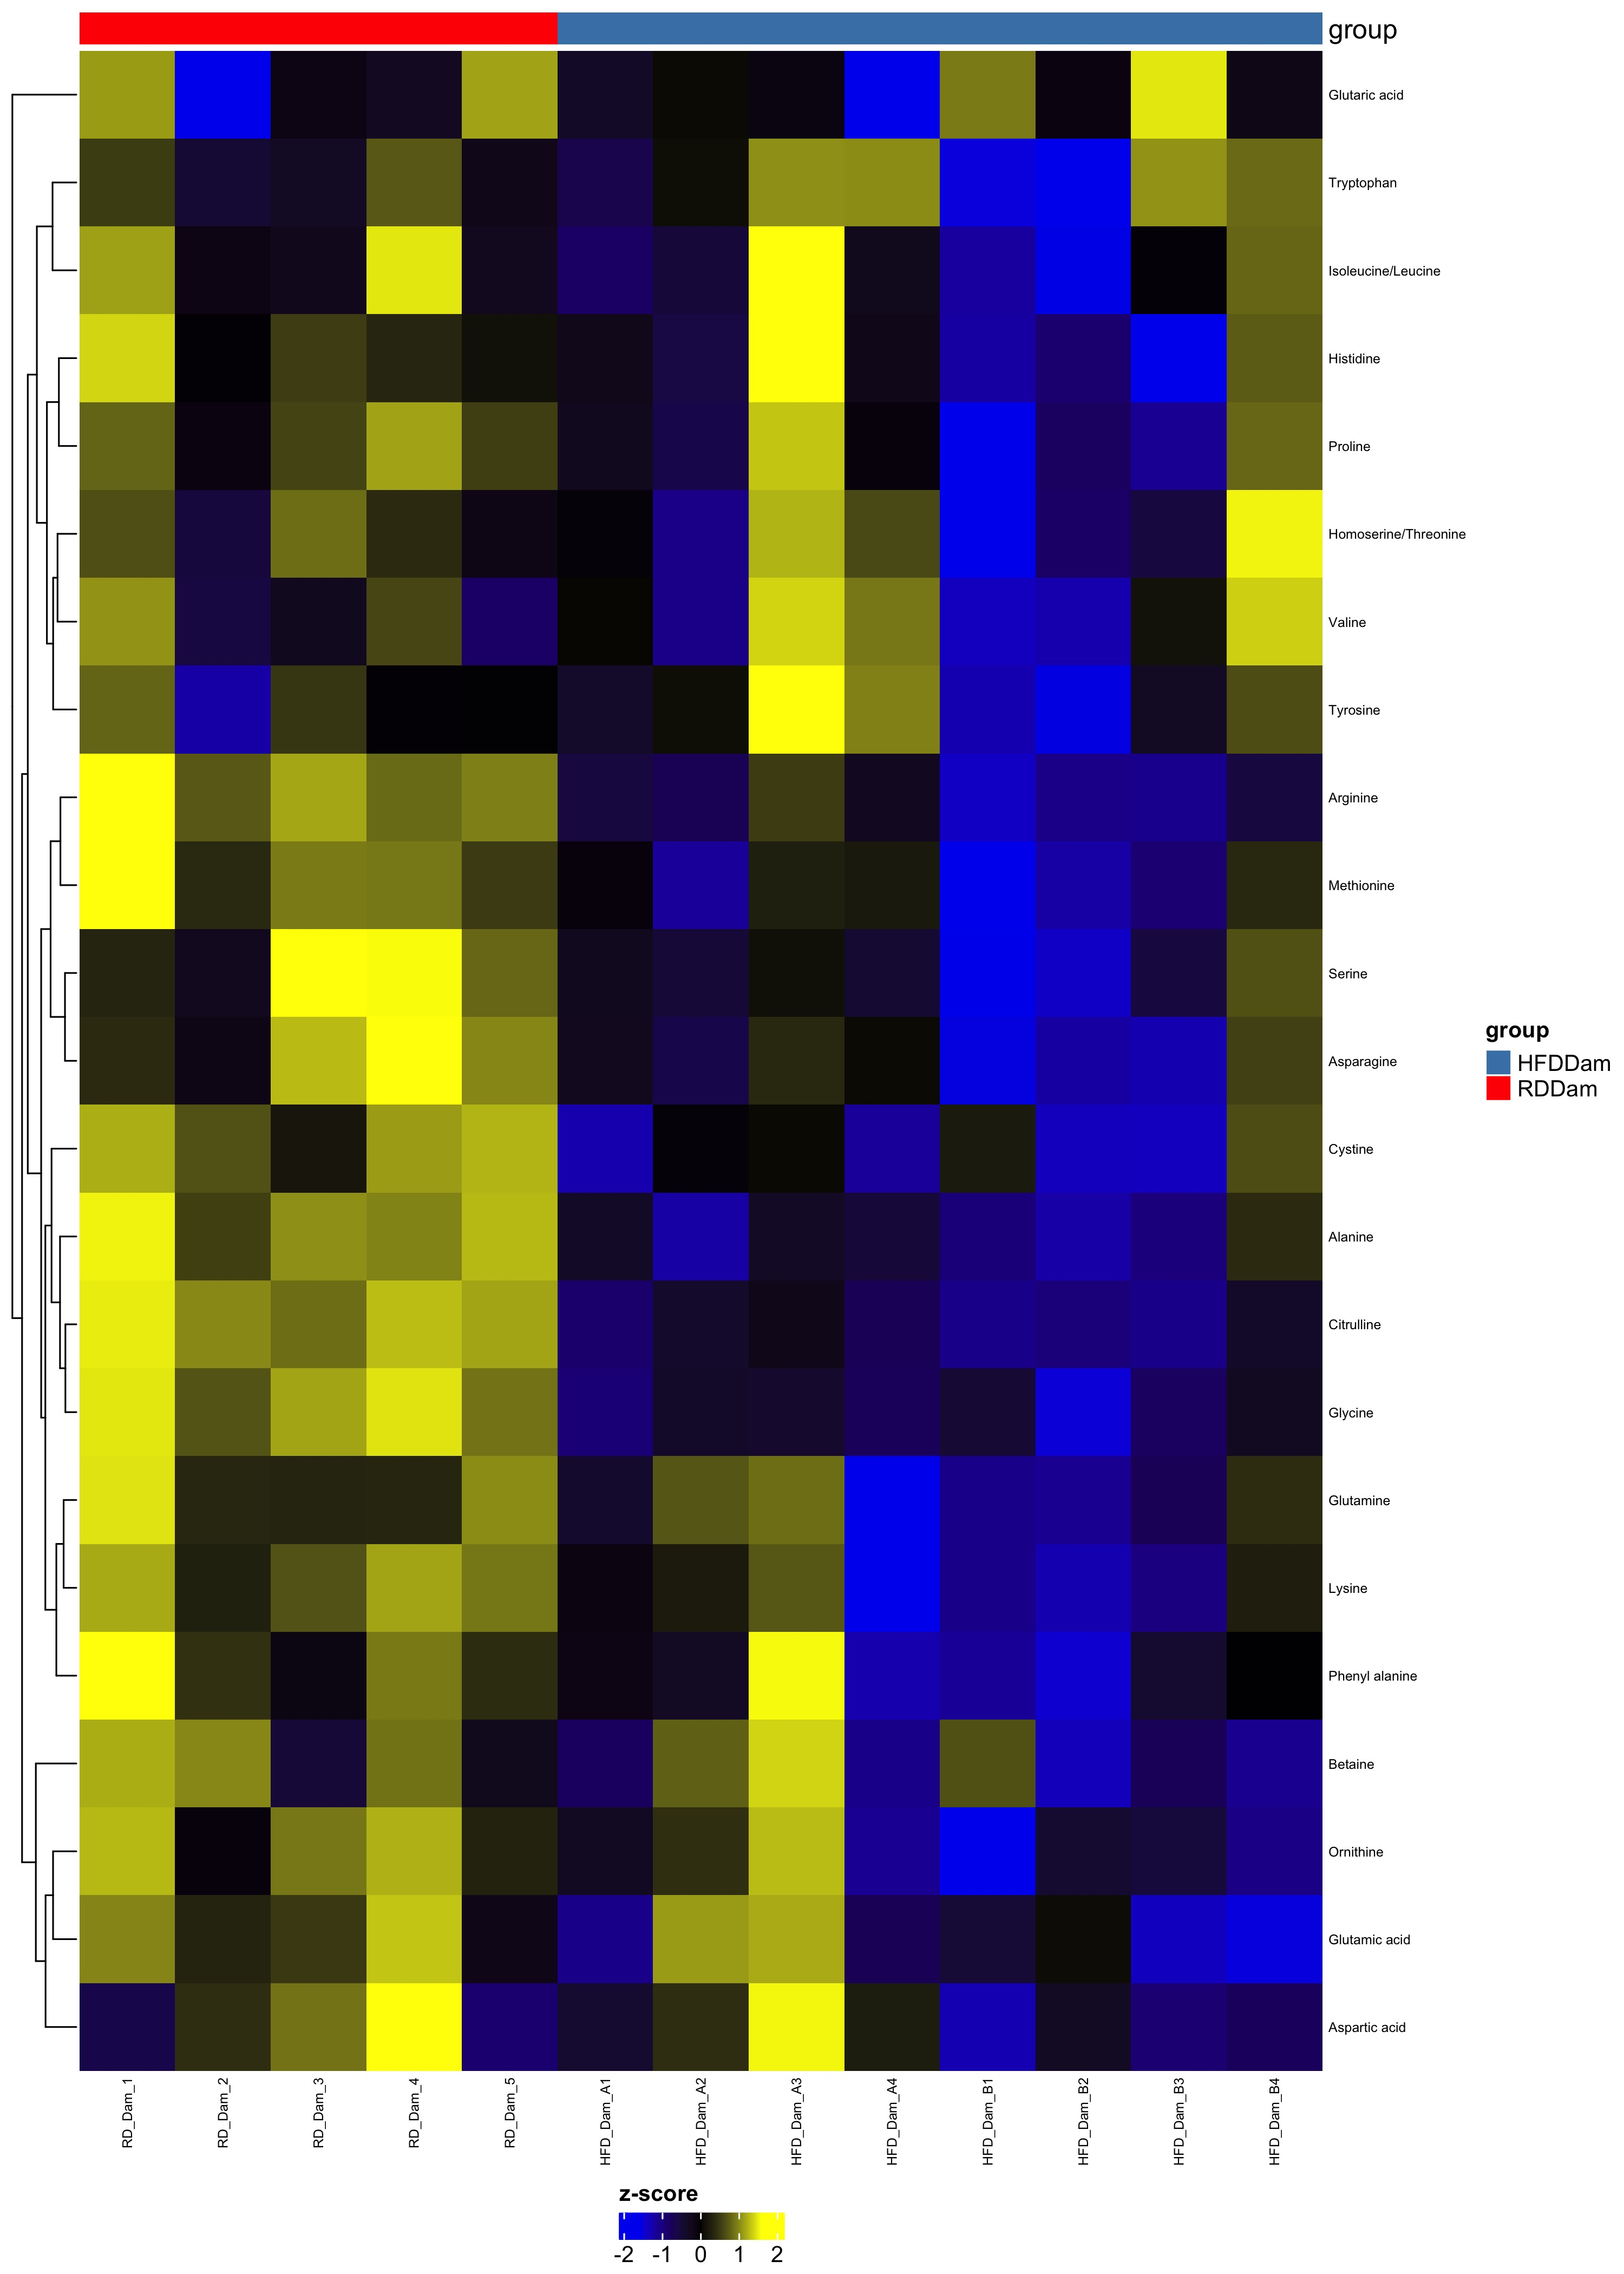 group
Glutaric acid
Tryptophan
Isoleucine/Leucine
Histidine
Proline
Homoserine/Threonine
Valine
Tyrosine
Arginine
Methionine
Serine
Asparagine
Cystine
Alanine
Citrulline
Glycine
Glutamine
Lysine
Phenyl alanine
Betaine
Ornithine
Glutamic acid
Aspartic acid
group
HFDDam
RDDam
RD_Dam_1
RD_Dam_2
RD_Dam_3
RD_Dam_4
RD_Dam_5
HFD_Dam_A1
HFD_Dam_A2
HFD_Dam_A3
HFD_Dam_A4
HFD_Dam_B1
HFD_Dam_B2
HFD_Dam_B3
HFD_Dam_B4
z-score
-2 -1 0 1 2